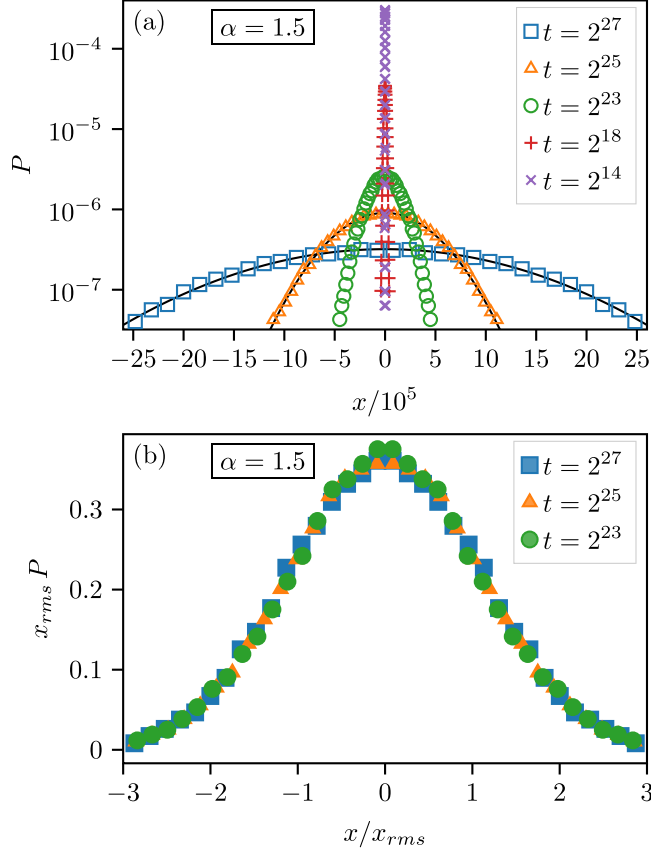 (a)
α = 1.5
t = 2^27
t = 2^25
t = 2^23
t = 2^18
t = 2^14
10^−4
10^−5
10^−6
10^−7
P
−25 −20 −15 −10 −5 0 5 10 15 20 25
x/10^5
(b)
α = 1.5
t = 2^27
t = 2^25
t = 2^23
0.3
0.2
0.1
0
x_rms P
−3 −2 −1 0 1 2 3
x/x_rms